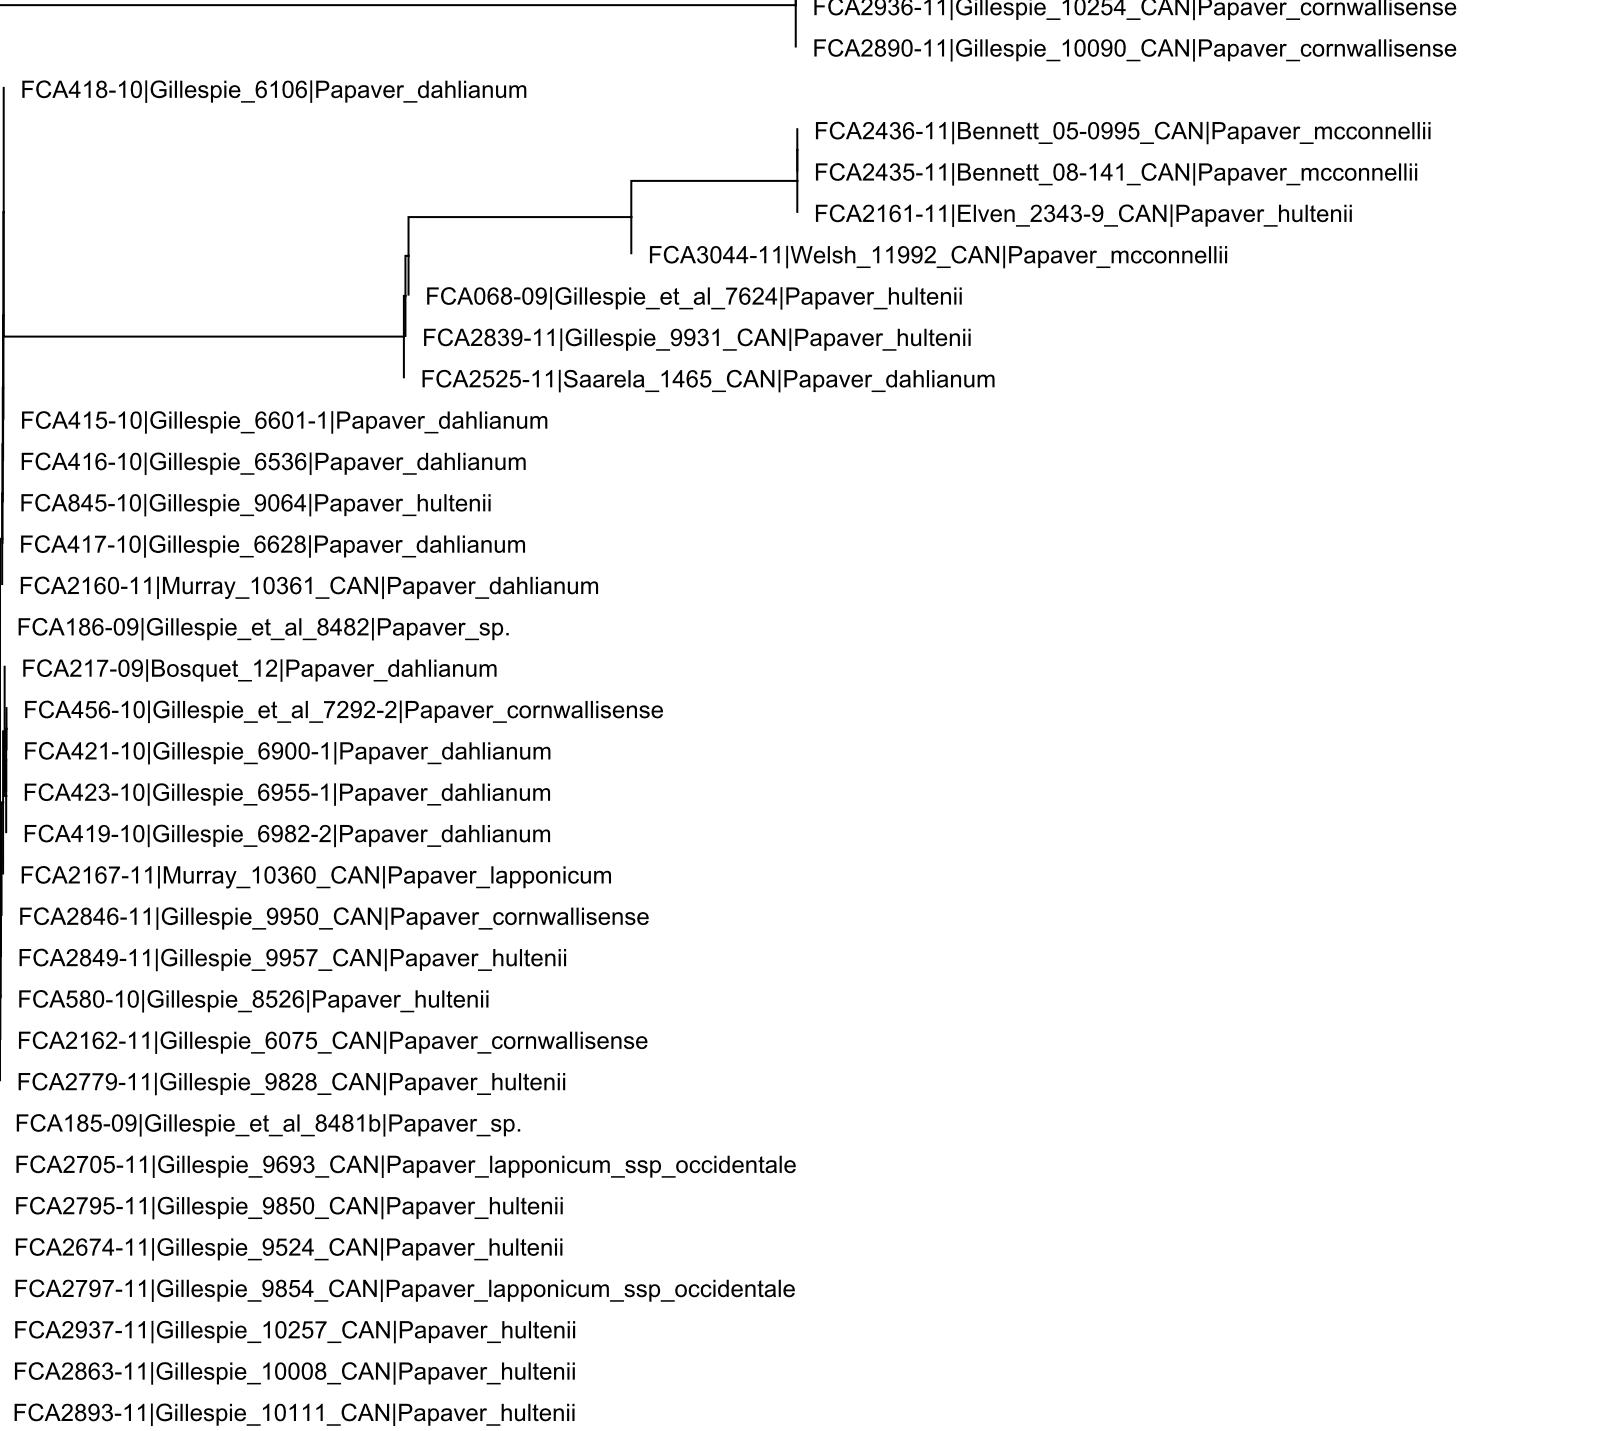 FCA2936-11|Gillespie_10254_CAN|Papaver_cornwallisense
FCA2890-11|Gillespie_10090_CAN|Papaver_cornwallisense
FCA418-10|Gillespie_6106|Papaver_dahlianum
FCA2436-11|Bennett_05-0995_CAN|Papaver_mcconnellii
FCA2435-11|Bennett_08-141_CAN|Papaver_mcconnellii
FCA2161-11|Elven_2343-9_CAN|Papaver_hultenii
FCA3044-11|Welsh_11992_CAN|Papaver_mcconnellii
FCA068-09|Gillespie_et_al_7624|Papaver_hultenii
FCA2839-11|Gillespie_9931_CAN|Papaver_hultenii
FCA2525-11|Saarela_1465_CAN|Papaver_dahlianum
FCA415-10|Gillespie_6601-1|Papaver_dahlianum
FCA416-10|Gillespie_6536|Papaver_dahlianum
FCA845-10|Gillespie_9064|Papaver_hultenii
FCA417-10|Gillespie_6628|Papaver_dahlianum
FCA2160-11|Murray_10361_CAN|Papaver_dahlianum
FCA186-09|Gillespie_et_al_8482|Papaver_sp.
FCA217-09|Bosquet_12|Papaver_dahlianum
FCA456-10|Gillespie_et_al_7292-2|Papaver_cornwallisense
FCA421-10|Gillespie_6900-1|Papaver_dahlianum
FCA423-10|Gillespie_6955-1|Papaver_dahlianum
FCA419-10|Gillespie_6982-2|Papaver_dahlianum
FCA2167-11|Murray_10360_CAN|Papaver_lapponicum
FCA2846-11|Gillespie_9950_CAN|Papaver_cornwallisense
FCA2849-11|Gillespie_9957_CAN|Papaver_hultenii
FCA580-10|Gillespie_8526|Papaver_hultenii
FCA2162-11|Gillespie_6075_CAN|Papaver_cornwallisense
FCA2779-11|Gillespie_9828_CAN|Papaver_hultenii
FCA185-09|Gillespie_et_al_8481b|Papaver_sp.
FCA2705-11|Gillespie_9693_CAN|Papaver_lapponicum_ssp_occidentale
FCA2795-11|Gillespie_9850_CAN|Papaver_hultenii
FCA2674-11|Gillespie_9524_CAN|Papaver_hultenii
FCA2797-11|Gillespie_9854_CAN|Papaver_lapponicum_ssp_occidentale
FCA2937-11|Gillespie_10257_CAN|Papaver_hultenii
FCA2863-11|Gillespie_10008_CAN|Papaver_hultenii
FCA2893-11|Gillespie_10111_CAN|Papaver_hultenii